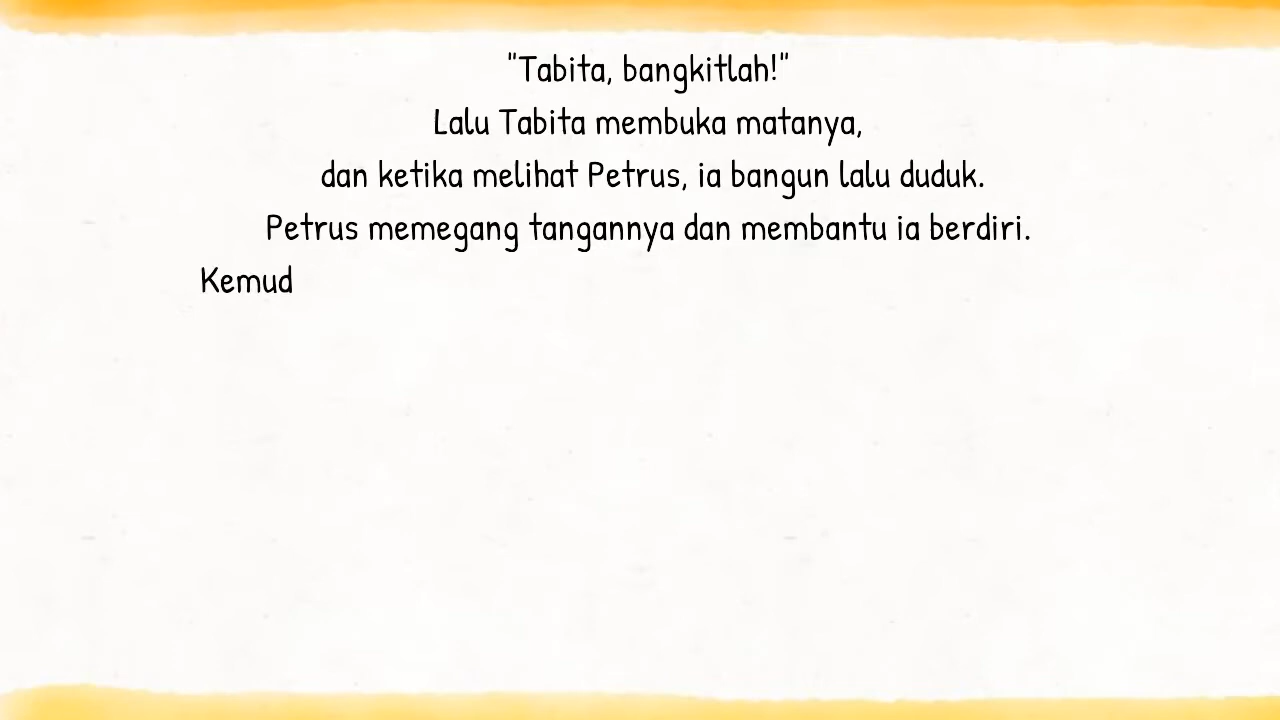 "Tabita, bangkitlah!"
Lalu Tabita membuka matanya,
dan ketika melihat Petrus, ia bangun lalu duduk.
Petrus memegang tangannya dan membantu ia berdiri.
Kemud